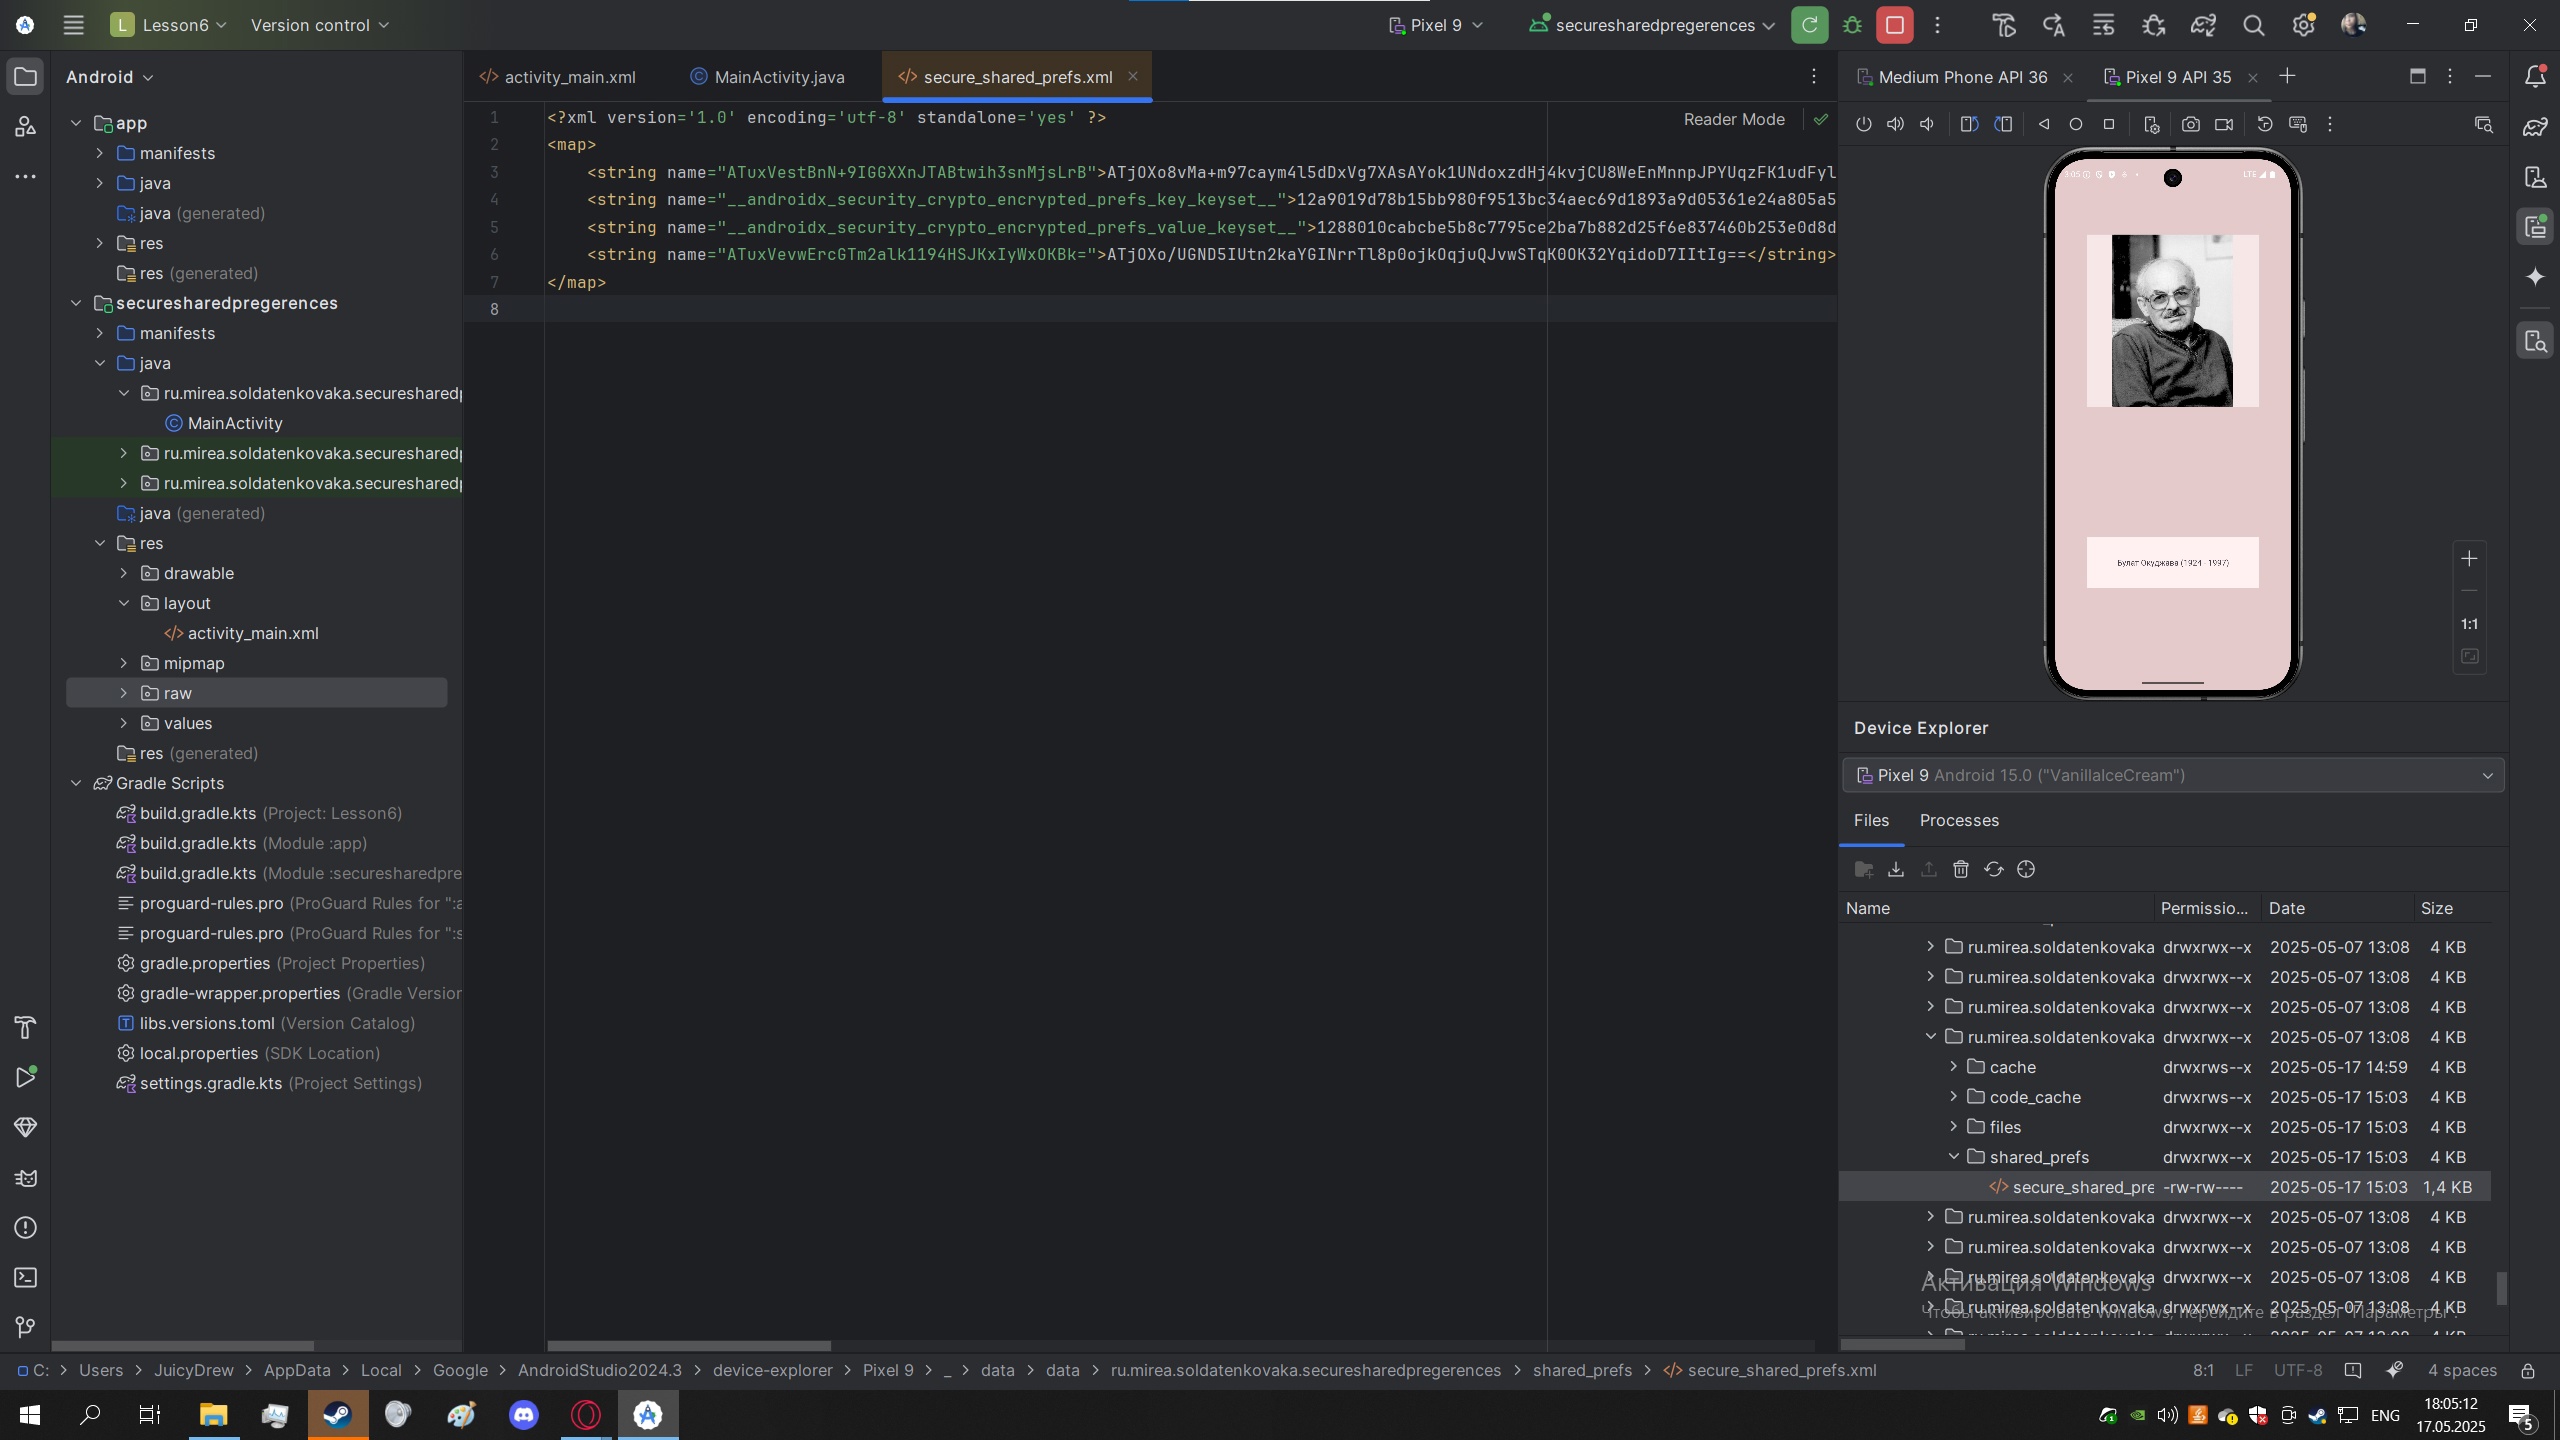 Lesson6
Version control
Pixel 9
securesharedpregerences
Android
activity_main.xml
MainActivity.java
secure_shared_prefs.xml
Medium Phone API 36
Pixel 9 API 35
app
manifests
java
java (generated)
res
res (generated)
securesharedpregerences
manifests
java
ru.mirea.soldatenkovaka.securesharedp
MainActivity
ru.mirea.soldatenkovaka.securesharedp
ru.mirea.soldatenkovaka.securesharedp
java (generated)
res
drawable
layout
activity_main.xml
mipmap
raw
values
res (generated)
Gradle Scripts
build.gradle.kts (Project: Lesson6)
build.gradle.kts (Module :app)
build.gradle.kts (Module :securesharedpre
proguard-rules.pro (ProGuard Rules for ":a
proguard-rules.pro (ProGuard Rules for ":s
gradle.properties (Project Properties)
gradle-wrapper.properties (Gradle Version
libs.versions.toml (Version Catalog)
local.properties (SDK Location)
settings.gradle.kts (Project Settings)
Reader Mode
1 <?xml version='1.0' encoding='utf-8' standalone='yes' ?>
2 <map>
3 <string name="ATuxVestBnN+9IGGXXnJTABtwih3snMjsLrB">ATjOXo8vMa+m97caym4l5dDxVg7XAsAYok1UNdoxzdHj4kvjCU8WeEnMnnpJPYUqzFK1udFyl
4 <string name="__androidx_security_crypto_encrypted_prefs_key_keyset__">12a9019d78b15bb980f9513bc34aec69d1893a9d05361e24a805a5
5 <string name="__androidx_security_crypto_encrypted_prefs_value_keyset__">1288010cabcbe5b8c7795ce2ba7b882d25f6e837460b253e0d8d
6 <string name="ATuxVevwErcGTm2alk1194HSJKxIyWxOKBk=">ATjOXo/UGND5IUtn2kaYGINrrTl8p0ojkOqjuQJvwSTqK0OK32YqidoD7IItIg==</string>
7 </map>
8
3:05
LTE
Булат Окуджава (1924 - 1997)
1:1
Device Explorer
Pixel 9 Android 15.0 ("VanillaIceCream")
Files Processes
Name Permissio... Date Size
ru.mirea.soldatenkovaka drwxrwx--x 2025-05-07 13:08 4 KB
ru.mirea.soldatenkovaka drwxrwx--x 2025-05-07 13:08 4 KB
ru.mirea.soldatenkovaka drwxrwx--x 2025-05-07 13:08 4 KB
ru.mirea.soldatenkovaka drwxrwx--x 2025-05-07 13:08 4 KB
cache drwxrws--x 2025-05-17 14:59 4 KB
code_cache drwxrws--x 2025-05-17 15:03 4 KB
files drwxrwx--x 2025-05-17 15:03 4 KB
shared_prefs drwxrwx--x 2025-05-17 15:03 4 KB
secure_shared_pre -rw-rw---- 2025-05-17 15:03 1,4 KB
ru.mirea.soldatenkovaka drwxrwx--x 2025-05-07 13:08 4 KB
ru.mirea.soldatenkovaka drwxrwx--x 2025-05-07 13:08 4 KB
ru.mirea.soldatenkovaka drwxrwx--x 2025-05-07 13:08 4 KB
Активация Windows
ru.mirea.soldatenkovaka drwxrwx--x 2025-05-07 13:08 4 KB
Чтобы активировать Windows, перейдите в раздел "Параметры".
C: > Users > JuicyDrew > AppData > Local > Google > AndroidStudio2024.3 > device-explorer > Pixel 9 > _ > data > data > ru.mirea.soldatenkovaka.securesharedpregerences > shared_prefs > secure_shared_prefs.xml
8:1 LF UTF-8 4 spaces
ENG
18:05:12
17.05.2025
5